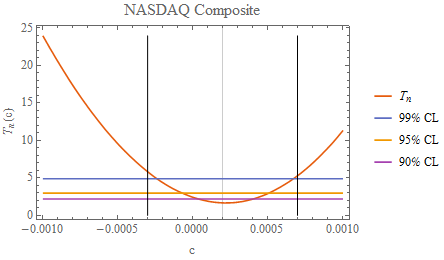 NASDAQ Composite
25
20
15
10
5
0
T_n(c)
−0.0010
−0.0005
0.0000
0.0005
0.0010
c
T_n
99% CL
95% CL
90% CL